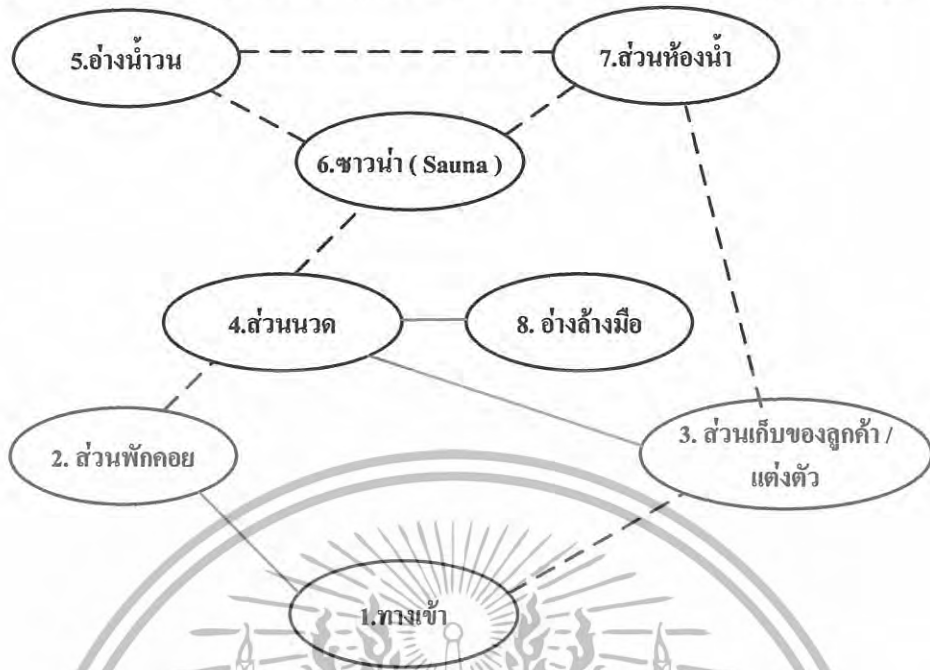 5.อ่างน้ำวน
7.ส่วนห้องน้ำ
6.ซาวน่า ( Sauna )
4.ส่วนนวด
8. อ่างล้างมือ
2. ส่วนพักคอย
3. ส่วนเก็บของลูกค้า /
แต่งตัว
1.ทางเข้า